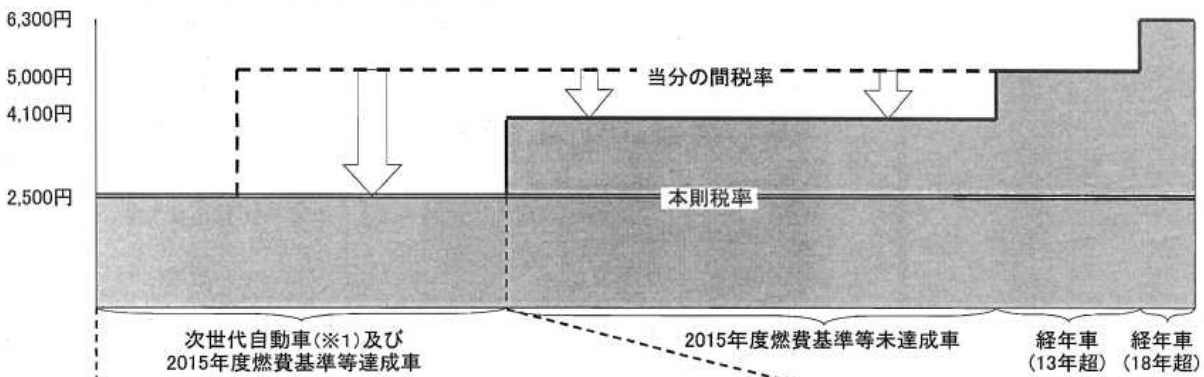 6,300円
5,000円
当分の間税率
4,100円
2,500円
本則税率
次世代自動車(※1)及び
2015年度燃費基準等達成車
2015年度燃費基準等未達成車
経年車
(13年超)
経年車
(18年超)